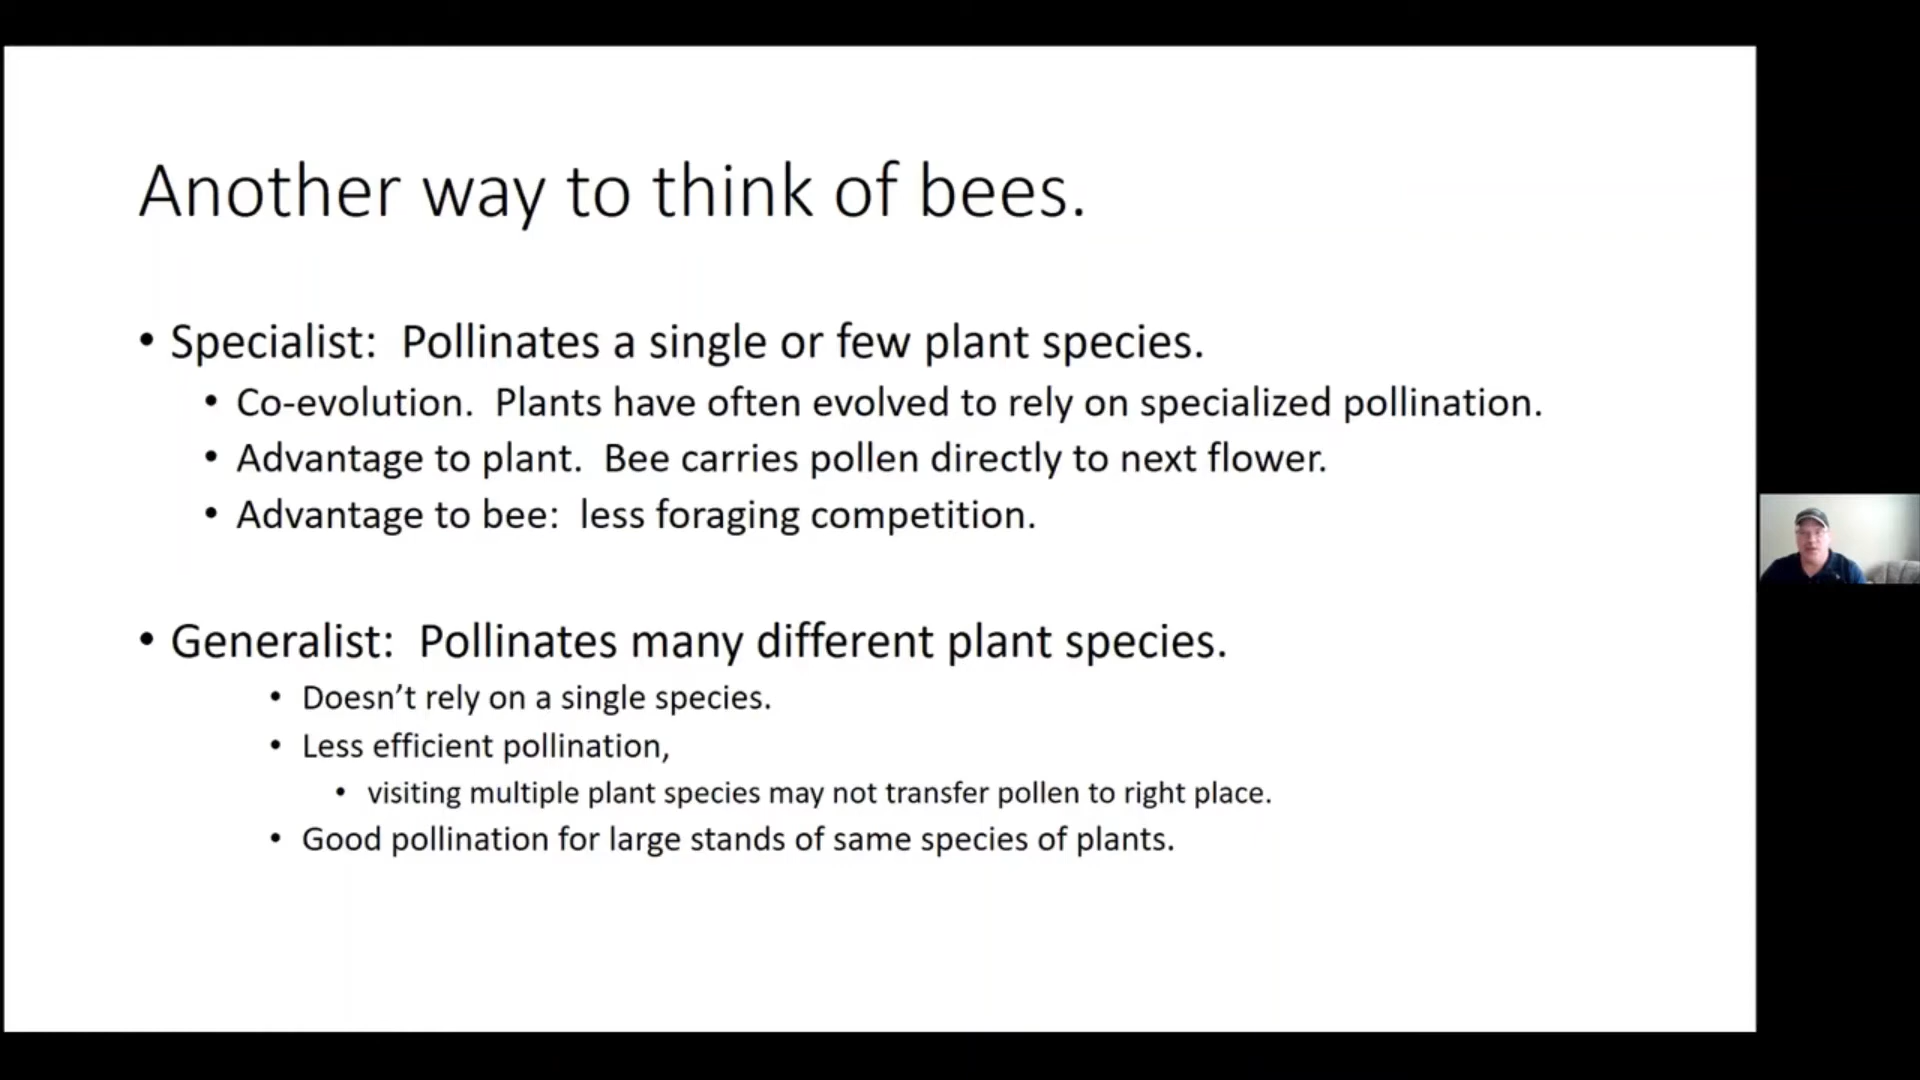 Another way to think of bees.
• Specialist: Pollinates a single or few plant species.
• Co-evolution. Plants have often evolved to rely on specialized pollination.
• Advantage to plant. Bee carries pollen directly to next flower.
• Advantage to bee: less foraging competition.
• Generalist: Pollinates many different plant species.
• Doesn’t rely on a single species.
• Less efficient pollination,
• visiting multiple plant species may not transfer pollen to right place.
• Good pollination for large stands of same species of plants.